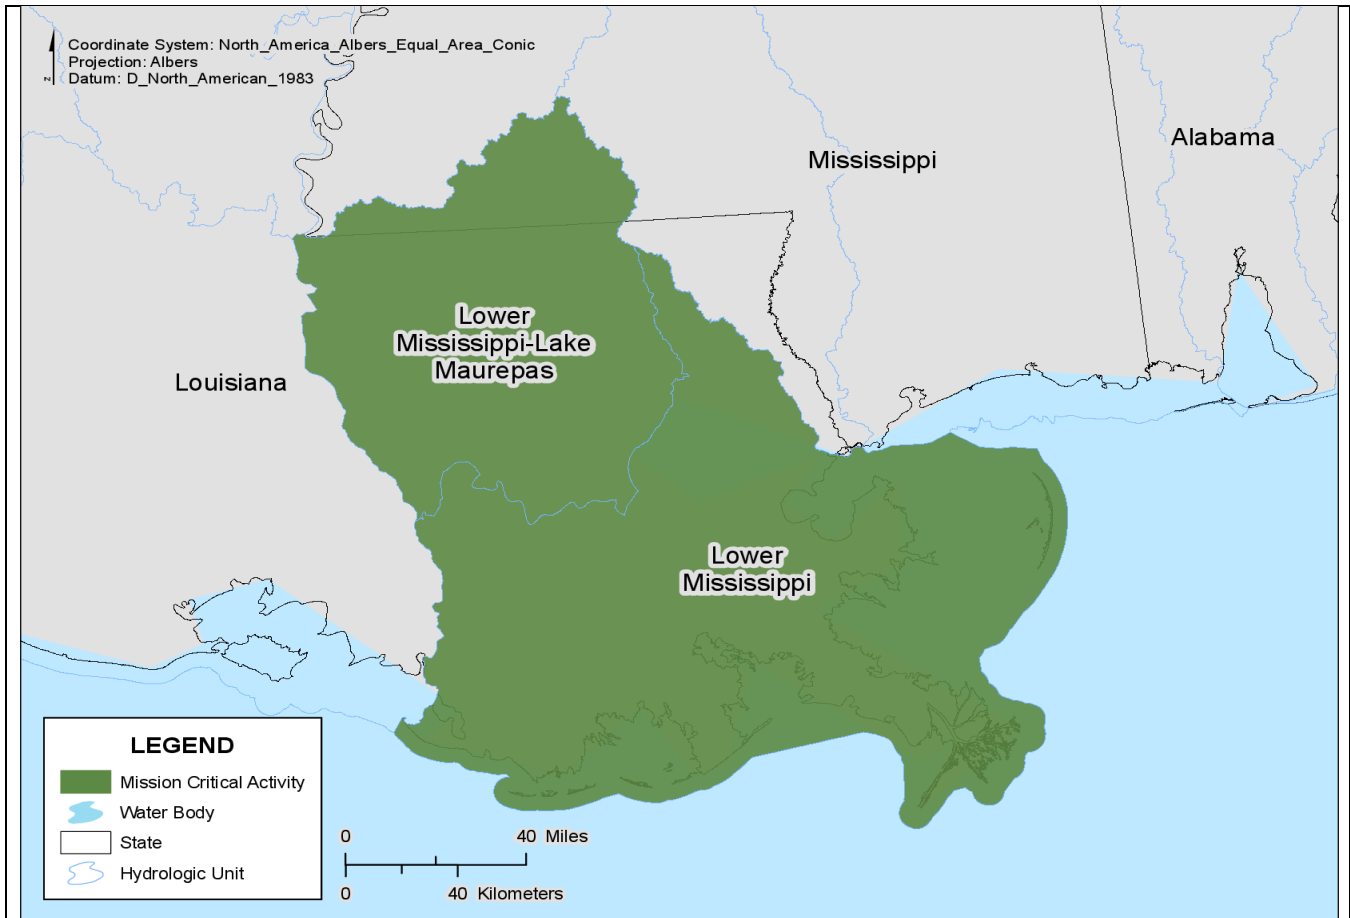 Coordinate System: North_America_Albers_Equal_Area_Conic
Projection: Albers
Datum: D_North_American_1983
N
Alabama
Mississippi
Lower
Mississippi-Lake
Maurepas
Louisiana
Lower
Mississippi
LEGEND
Mission Critical Activity
Water Body
State
Hydrologic Unit
0 40 Miles
0 40 Kilometers